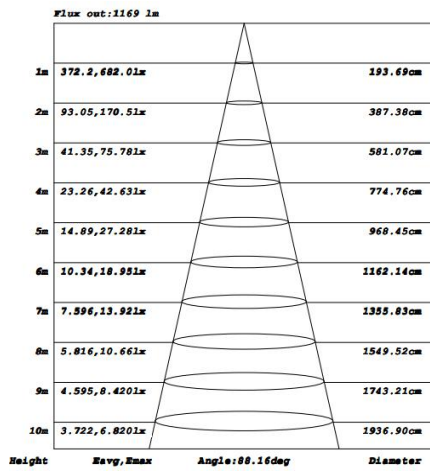 Flux out:1169 lm
1m 372.2,682.0lx 193.69cm
2m 93.05,170.5lx 387.38cm
3m 41.35,75.78lx 581.07cm
4m 23.26,42.63lx 774.76cm
5m 14.89,27.28lx 968.45cm
6m 10.34,18.95lx 1162.14cm
7m 7.596,13.92lx 1355.83cm
8m 5.816,10.66lx 1549.52cm
9m 4.595,8.420lx 1743.21cm
10m 3.722,6.820lx 1936.90cm
Height Eavg,Emax Angle:88.16deg Diameter